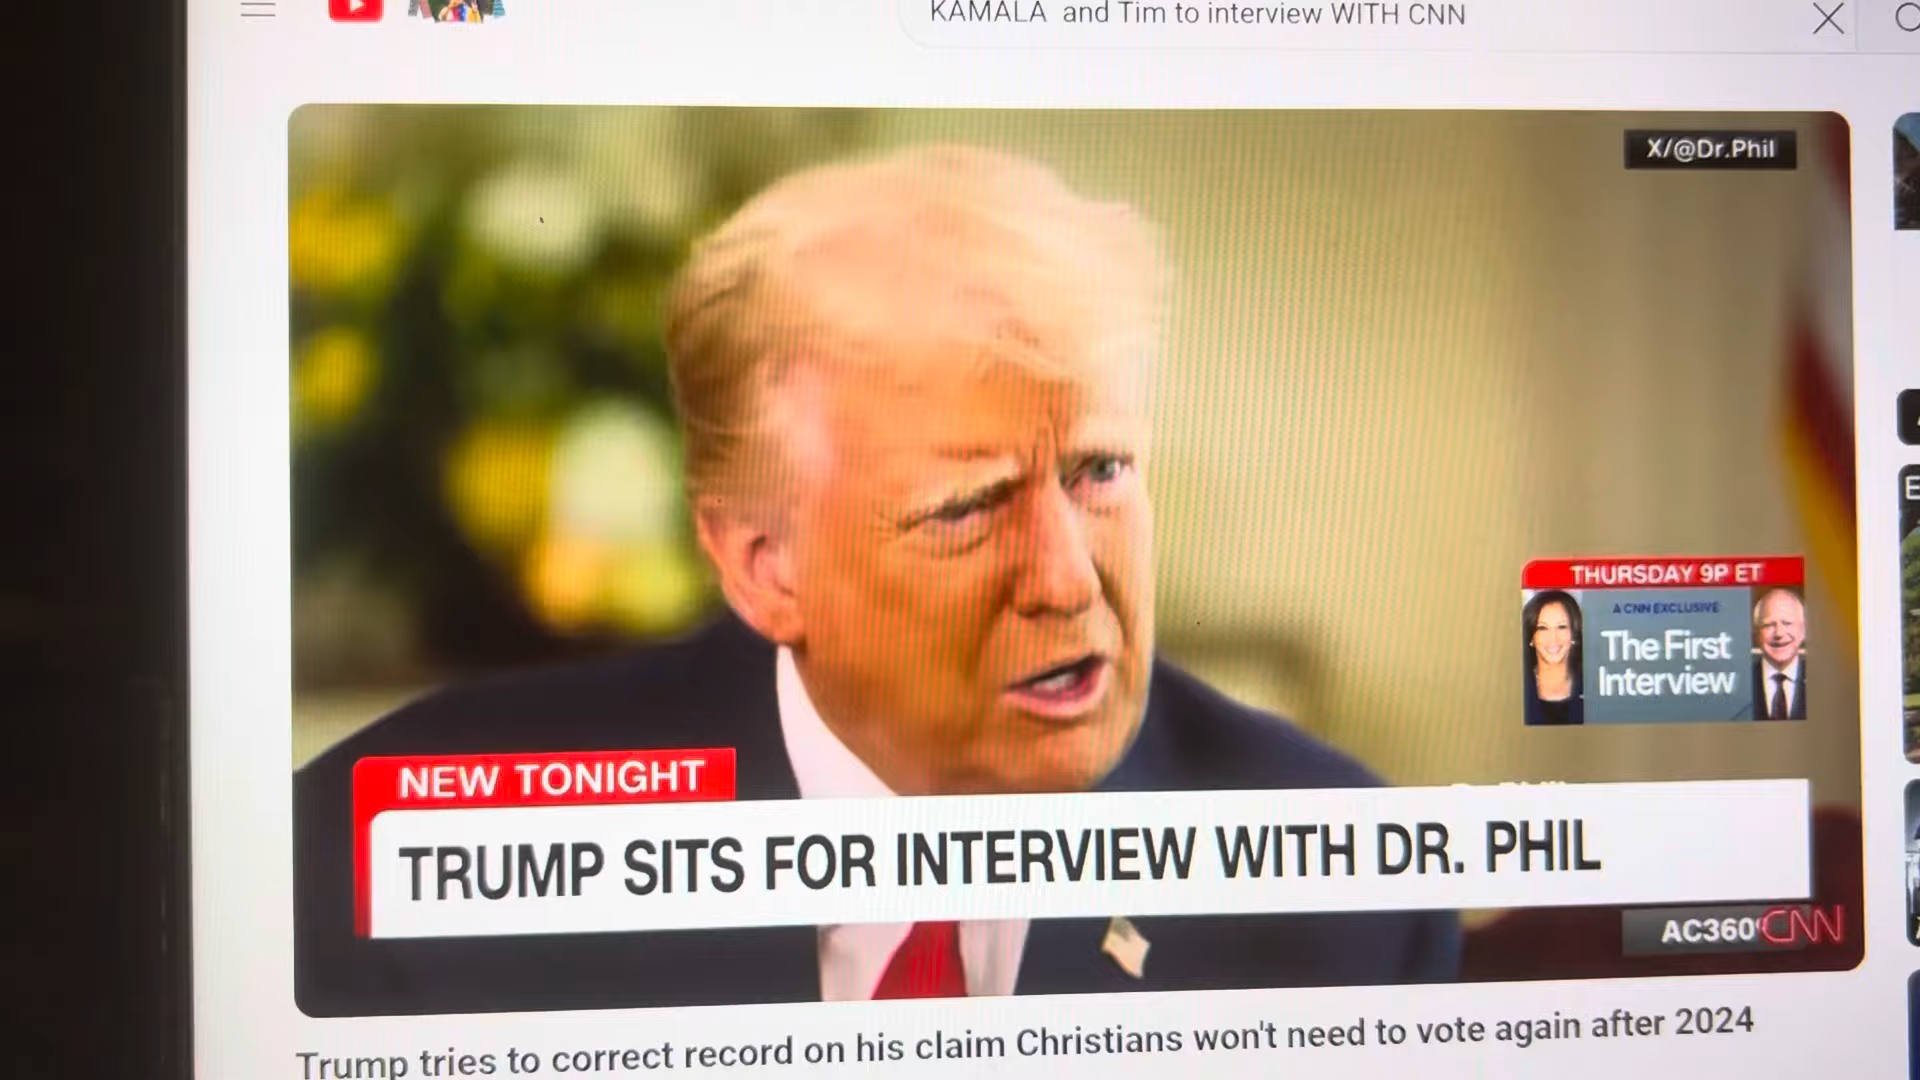 KAMALA and Tim to interview WITH CNN
X/@Dr.Phil
THURSDAY 9P ET
A CNN EXCLUSIVE
The First
Interview
NEW TONIGHT
TRUMP SITS FOR INTERVIEW WITH DR. PHIL
AC360° CNN
Trump tries to correct record on his claim Christians won't need to vote again after 2024